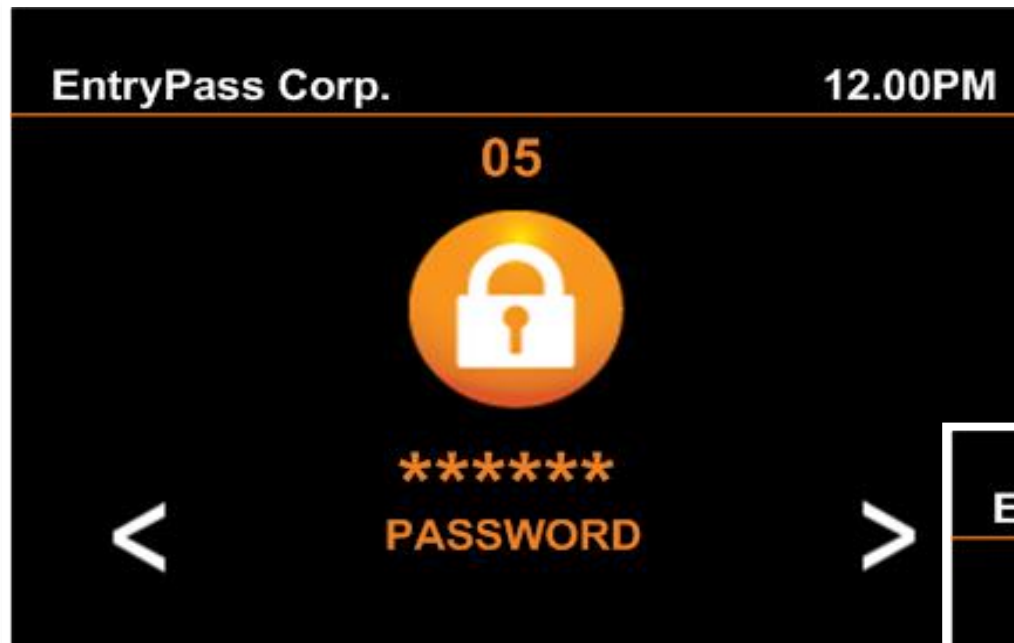 EntryPass Corp. 12.00PM
05
******
PASSWORD
< >
E